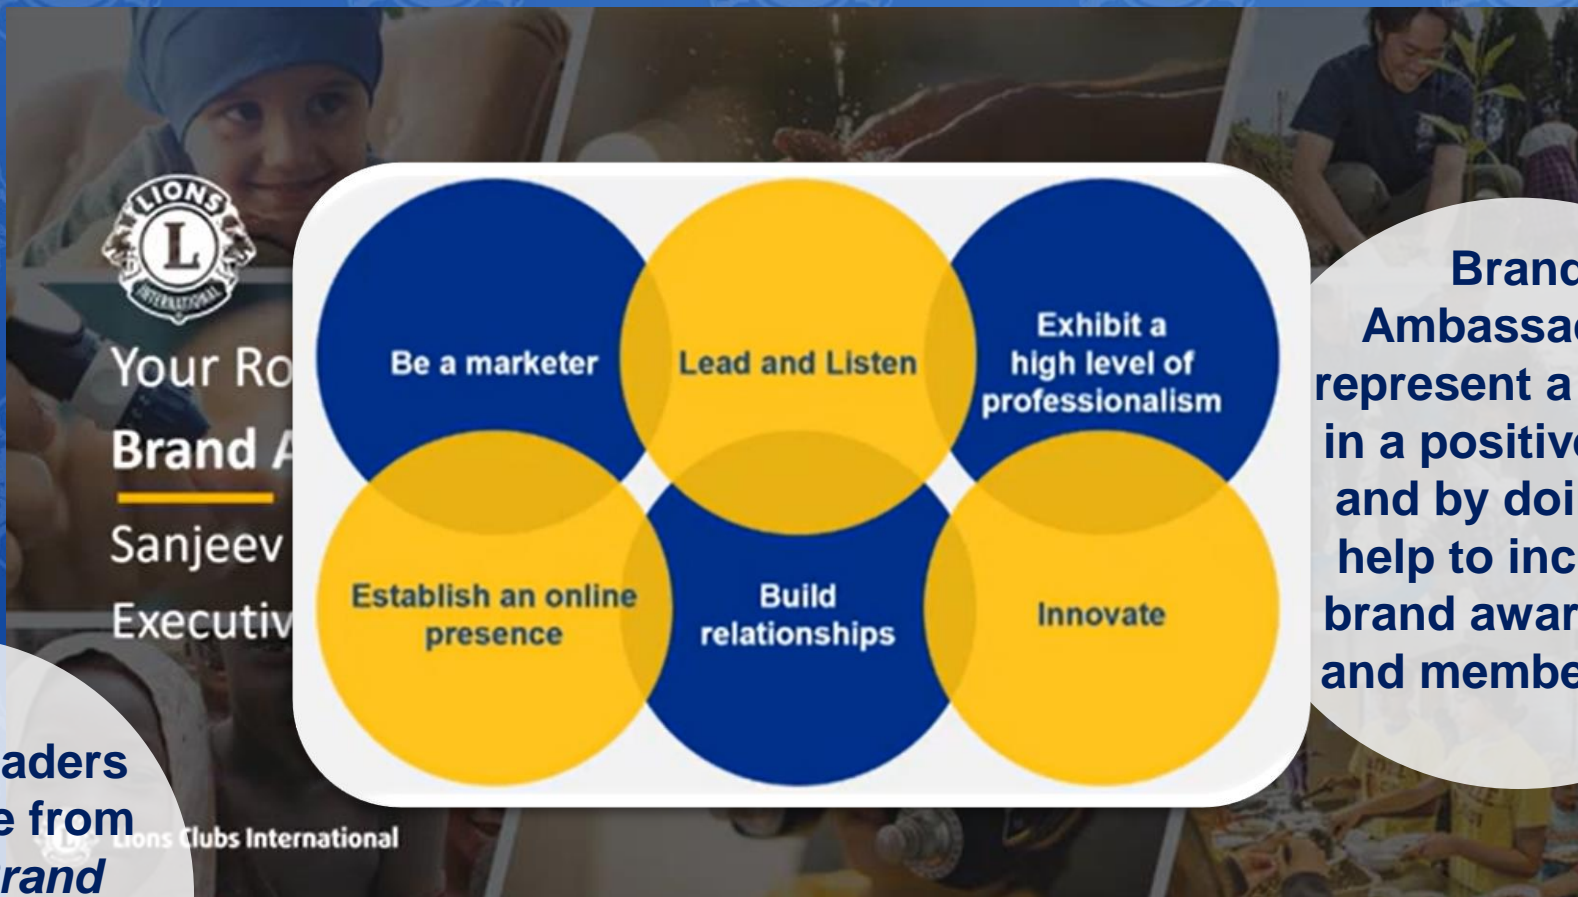 LIONS
L
INTERNATIONAL
Your Ro
Brand A
Sanjeev
Executiv
Be a marketer
Lead and Listen
Exhibit a
high level of
professionalism
Establish an online
presence
Build
relationships
Innovate
Brand
Ambassad
represent a
in a positive
and by doi
help to inc
brand awar
and membe
aders
e from
rand
Lions Clubs International